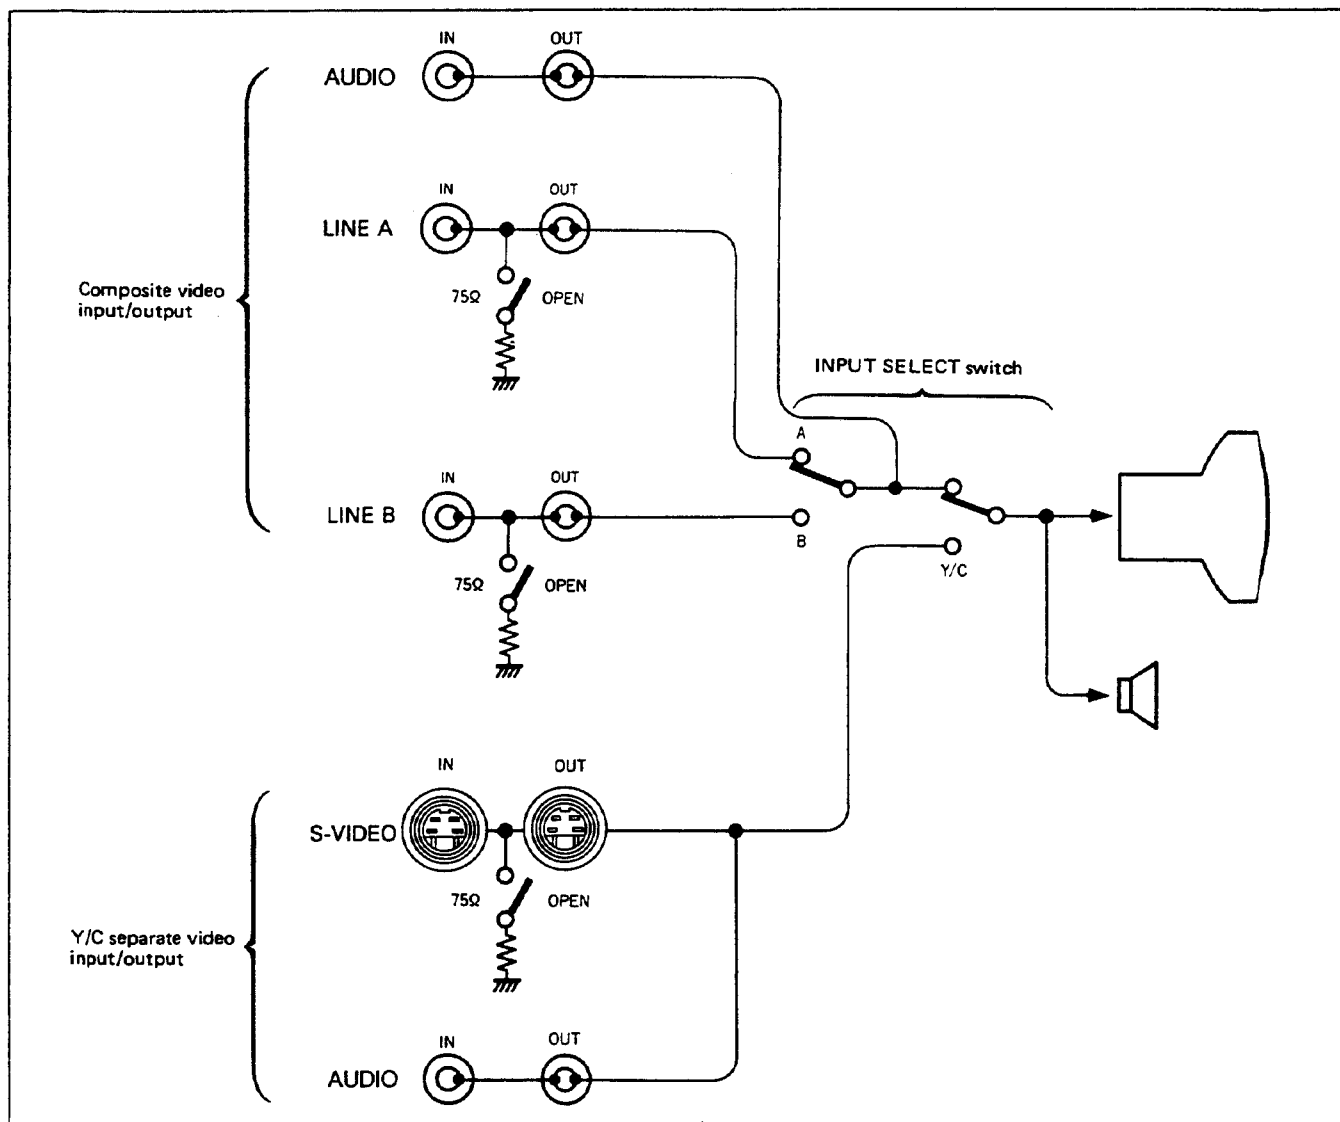 IN
OUT
AUDIO
IN
OUT
LINE A
Composite video
input/output
75Ω
OPEN
INPUT SELECT switch
A
IN
OUT
LINE B
B
Y/C
75Ω
OPEN
IN
OUT
S-VIDEO
75Ω
OPEN
Y/C separate video
input/output
IN
OUT
AUDIO